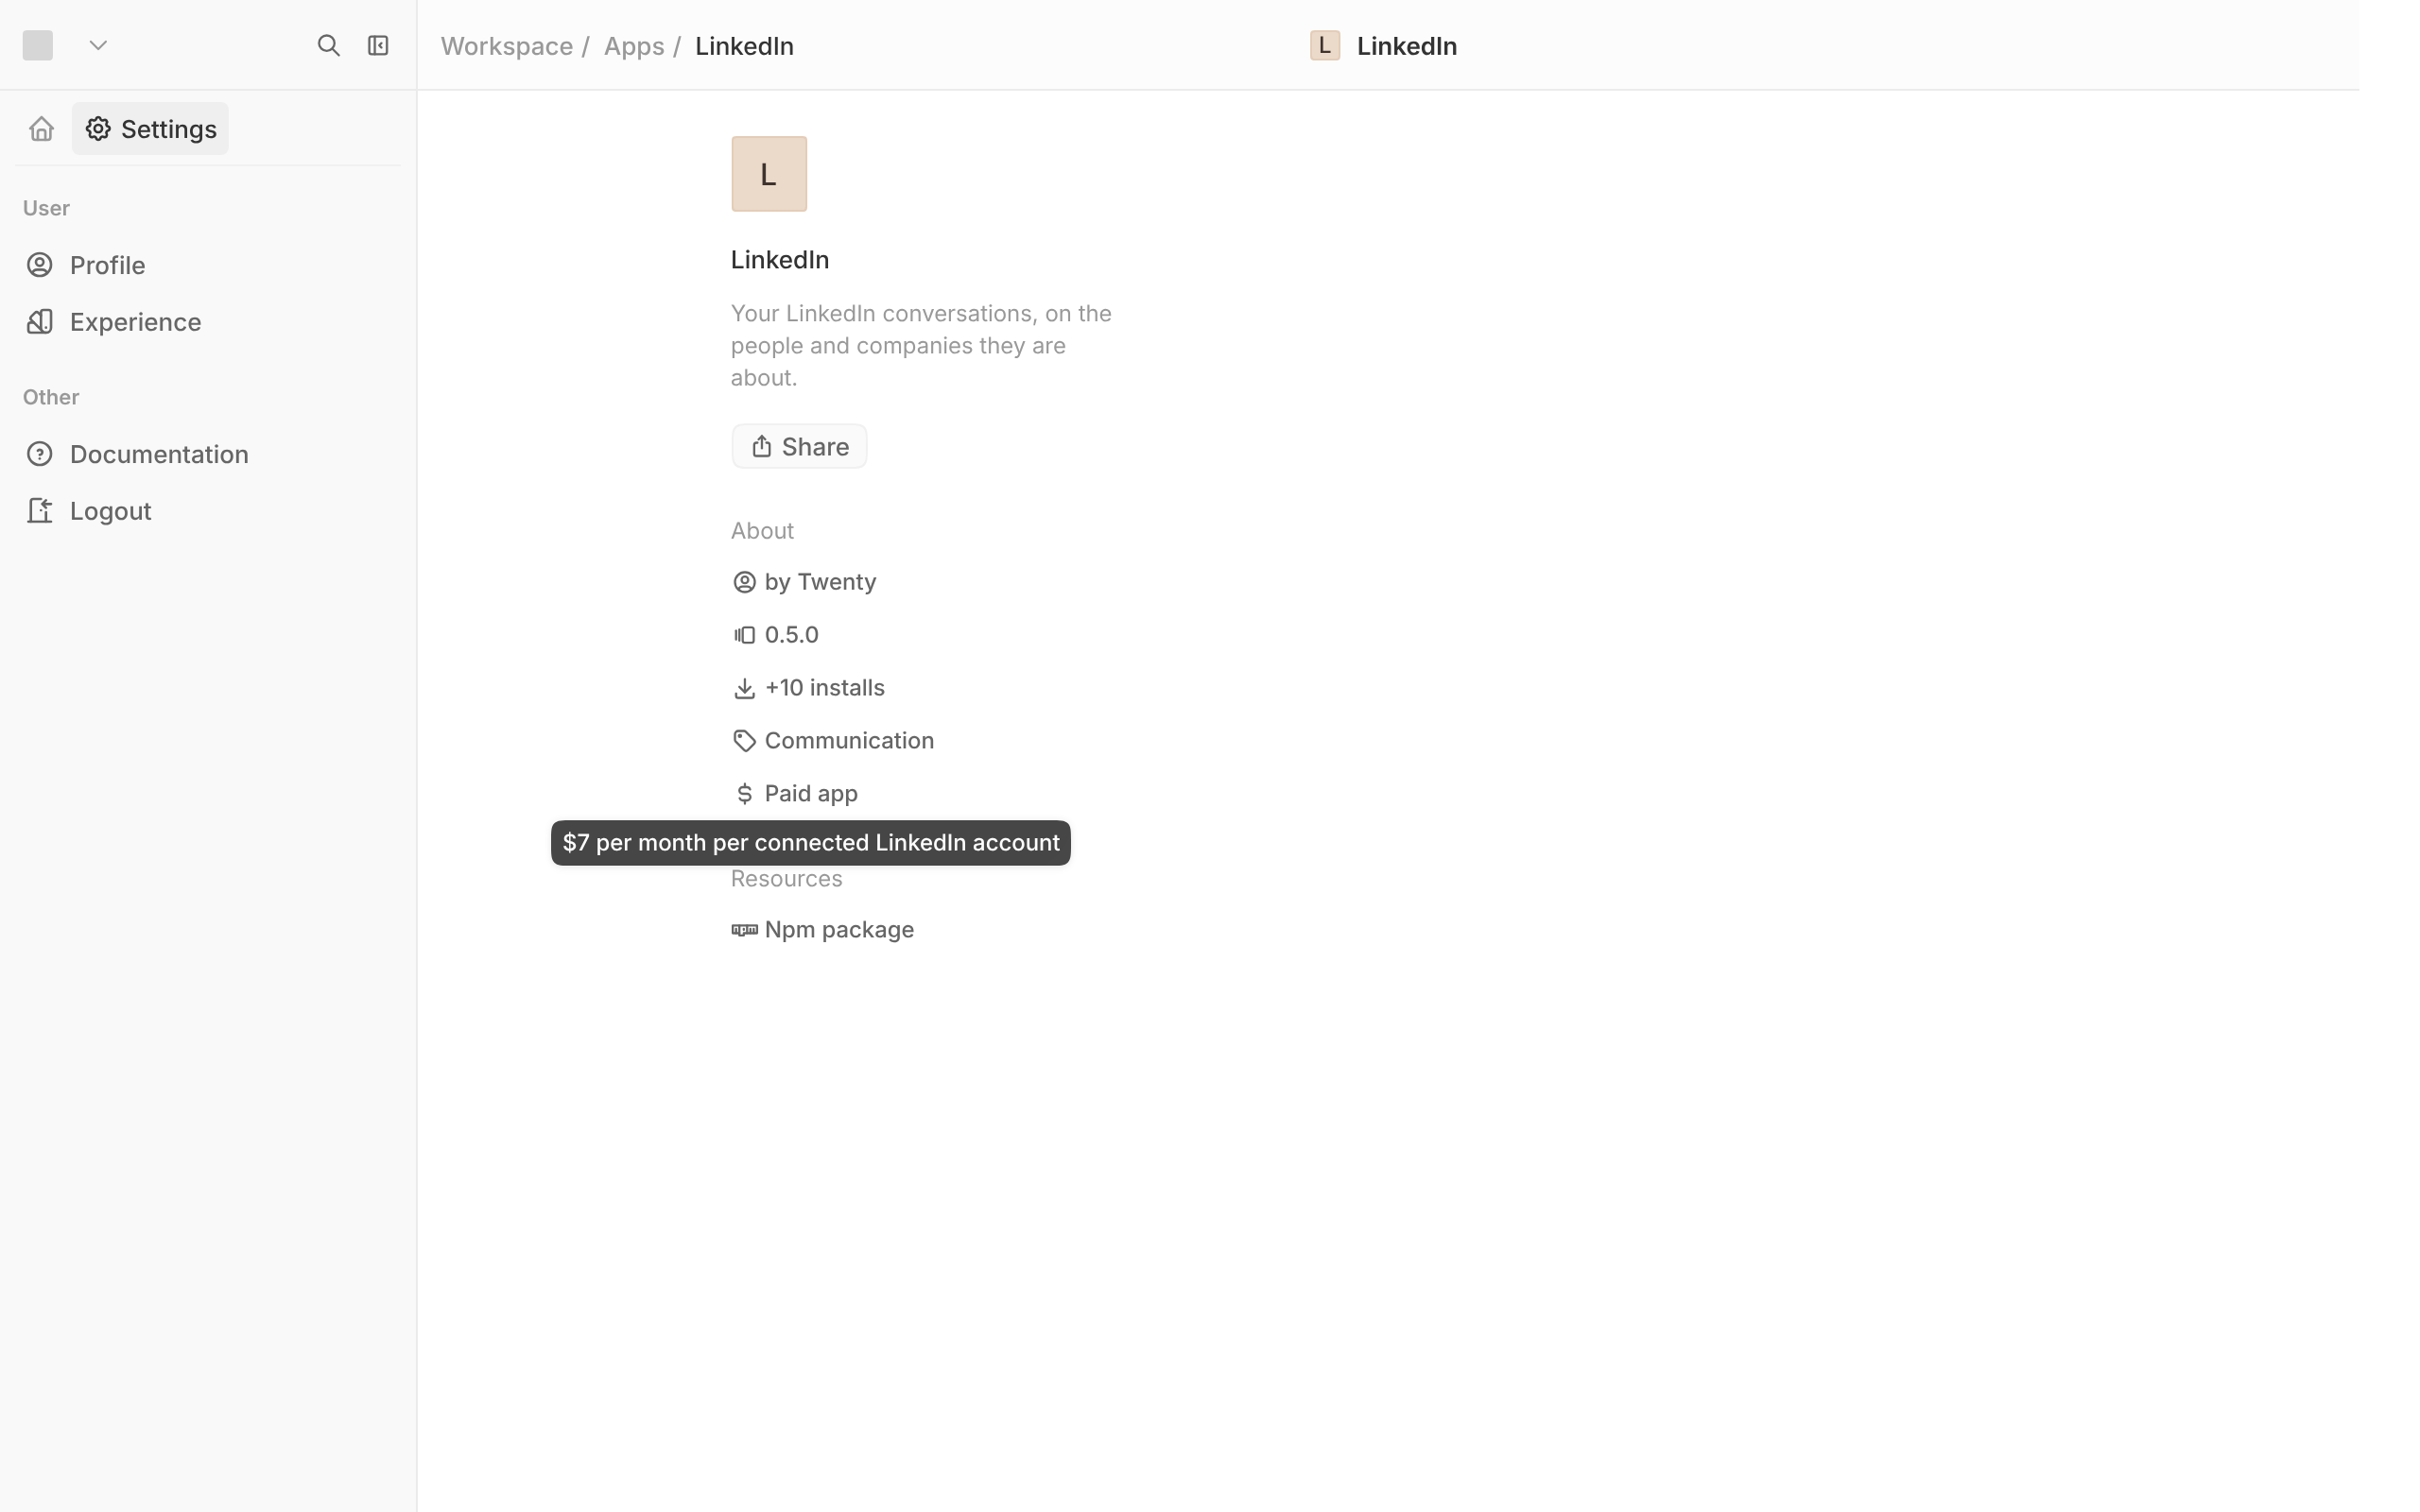 Workspace / Apps / LinkedIn
L LinkedIn
Settings
User
Profile
Experience
Other
Documentation
Logout
L
LinkedIn
Your LinkedIn conversations, on the
people and companies they are
about.
Share
About
by Twenty
0.5.0
+10 installs
Communication
Paid app
$7 per month per connected LinkedIn account
Resources
Npm package